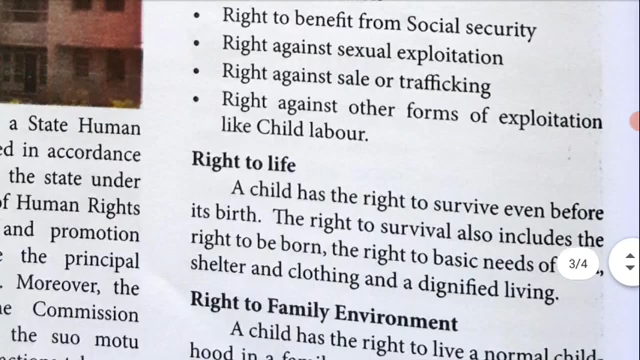 a State Human
ed in accordance
the state under
of Human Rights
and promotion
the principal
. Moreover, the
Commission
the suo motu
• Right to benefit from Social security
• Right against sexual exploitation
• Right against sale or trafficking
• Right against other forms of exploitation
like Child labour.
Right to life
A child has the right to survive even before
its birth. The right to survival also includes the
right to be born, the right to basic needs of
shelter and clothing and a dignified living.
Right to Family Environment
A child has the right to live a normal child-
hood in a
3/4